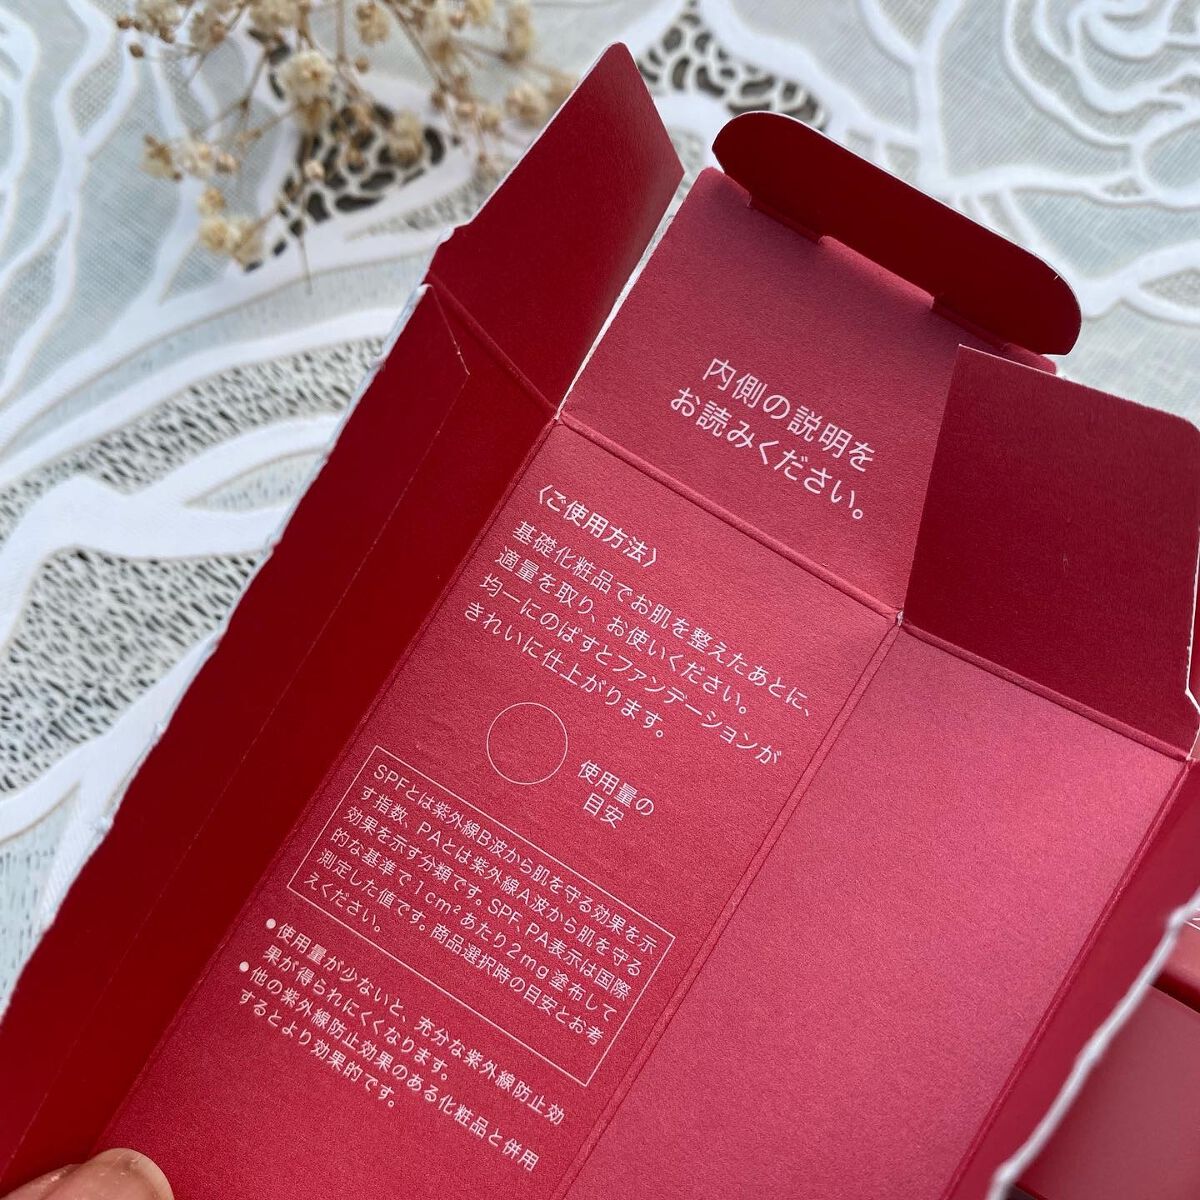 内側の説明を
お読みください。
〈ご使用方法〉
基礎化粧品でお肌を整えたあとに、
適量を取り、お使いください。
均一にのばすとファンデーションが
きれいに仕上がります。
使用量の
目安
SPFとは紫外線B波から肌を守る効果を示
す指数、PAとは紫外線A波から肌を守る
効果を示す分類です。SPF、PA表示は国際
的な基準で1cm²あたり2mg塗布して
測定した値です。商品選択時の目安とお考
えください。
●使用量が少ないと、充分な紫外線防止効
果が得られにくくなります。
●他の紫外線防止効果のある化粧品と併用
するとより効果的です。